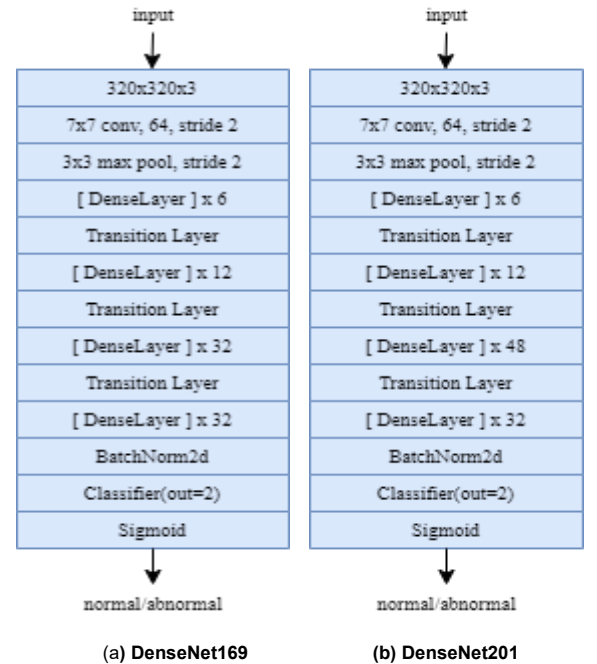 input
320x320x3
7x7 conv, 64, stride 2
3x3 max pool, stride 2
[ DenseLayer ] x 6
Transition Layer
[ DenseLayer ] x 12
Transition Layer
[ DenseLayer ] x 32
Transition Layer
[ DenseLayer ] x 32
BatchNorm2d
Classifier(out=2)
Sigmoid
normal/abnormal
(a) DenseNet169
input
320x320x3
7x7 conv, 64, stride 2
3x3 max pool, stride 2
[ DenseLayer ] x 6
Transition Layer
[ DenseLayer ] x 12
Transition Layer
[ DenseLayer ] x 48
Transition Layer
[ DenseLayer ] x 32
BatchNorm2d
Classifier(out=2)
Sigmoid
normal/abnormal
(b) DenseNet201